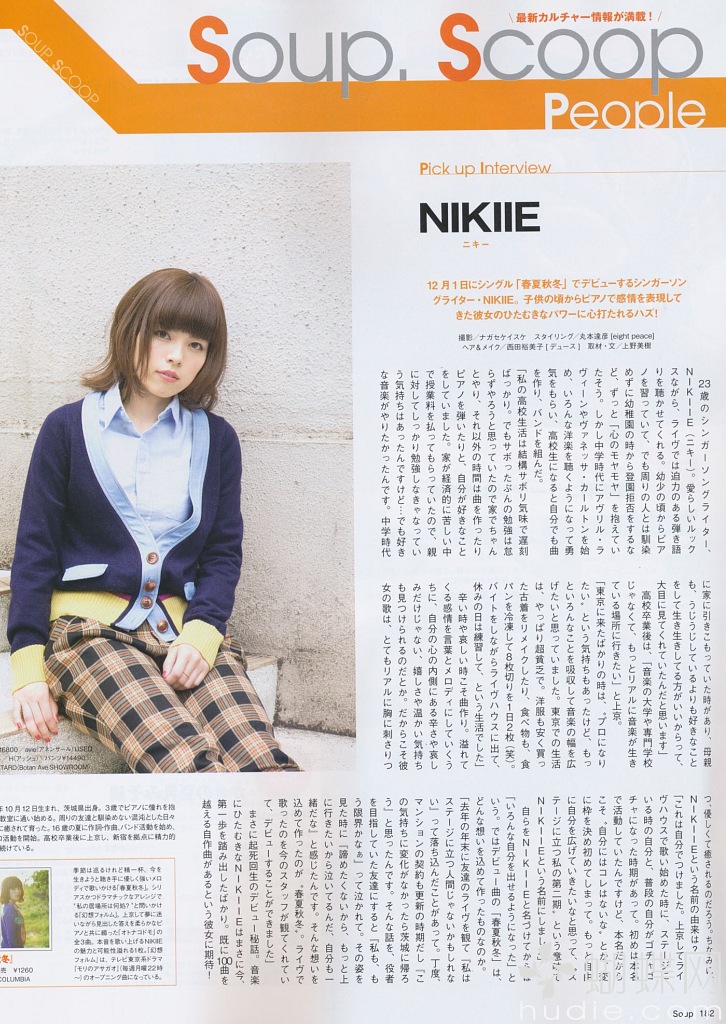 SOUP. SCOOP
\ 最新カルチャー情報が満載! /
Soup. Scoop
People
Pick up Interview
NIKIIE
ニキー
12月1日にシングル「春夏秋冬」でデビューするシンガーソン
グライター・NIKIIE。子供の頃からピアノで感情を表現して
きた彼女のひたむきなパワーに心打たれるハズ!
撮影/ナガセケイスケ スタイリング/丸本達彦 [eight peace]
ヘア&メイク/西田裕美子 [デュース] 取材・文/上野美樹
23歳のシンガーソングライター、
NIKIIE(ニキー)。愛らしいルック
スながら、ライヴでは迫力のある弾き語
りを聴かせてくれる。幼少の頃からピア
ノを習っていて、でも周りの人とは馴染
めずに幼稚園の時から登園拒否をするな
ど、ずっと「心のモヤモヤ」を抱えてい
たそう。しかし中学時代にアヴリル・ラ
ヴィーンやヴァネッサ・カールトンを始
め、いろんな洋楽を聴くようになって勇
気をもらい、高校生になると自分でも曲
を作り、バンドを組んだ。
「私の高校生活は結構サボリ気味で遅刻
ばっかり。でもサボったぶんの勉強は怠
らずやろうと思っていたので家でちゃん
とやり、それ以外の時間は曲を作ったり
ピアノを弾いたりと、自分が好きなこと
をしていました。家が経済的に苦しい中
で授業料を払ってもらっていたので、親
に対してしっかり勉強しなきゃなってい
う気持ちはあったんですけど…でも好き
な音楽がやりたかったんです。中学時代
に家に引きこもっていた時があり、母親
も、うじうじしているよりも好きなこと
をして生き生きしてる方がいいからって、
大目に見てくれていたんだと思います」
高校卒業後は、「音楽の大学や専門学校
じゃなくて、もっとリアルに音楽が生き
ている場所に行きたい」と上京。
「東京に来たばかりの時は、プロになり
たい。という気持ちもあったけど、もっ
といろんなことを吸収して音楽の幅を広
げたいと思っていました。東京での生活
は、やっぱり超貧乏で。洋服も安く買っ
た古着をリメイクしたり、食べ物も、食
パンを冷凍して8枚切りを1日2枚(笑)。
バイトをしながらライヴハウスに出て、
休みの日は練習して、という生活でした」
辛い時や哀しい時こそ曲作り。溢れて
くる感情を言葉とメロディにしていくう
ちに、自分の心の内側にある辛さや哀し
みだけじゃない、嬉しさや温かい気持ち
も見つけられるのだとか。だからこそ彼
女の歌は、とてもリアルに胸に刺さりつ
つ、優しくて癒されるのだろう。ちなみに、
NIKIIEという名前の由来は?
「これは自分でつけました。上京してライ
ヴハウスで歌い始めた時に、ステージに
いる時の自分と、普段の自分がゴチャゴ
チャになった時期があって。初めは本名
で活動していたんですけど、本名だから
こそ自分にはコレはないな、と楽曲
に枠を決め初めてしまって。もっと自由
に自分を広げていきたいなと思って、ス
テージに立つ私の第二期。という意味で
NIKIIEという名前にしました」
自らをNIKIIEと名づけてから、
「いろんな自分を出せるようになった」と
いう。ではデビュー曲の「春夏秋冬」は、
どんな想いを込めて作ったものなのか。
「去年の年末に友達のライヴを観て『私は
ステージに立つ人間じゃないかもしれな
い』って落ち込んだことがあって。丁度、
マンションの契約も更新の時期だし『こ
の気持ちに変化がなかったら茨城に帰ろ
う』と思ったんです。そんな話を、役者
を目指していた友達にすると『私も、も
う限界かなぁ』って泣かれて。その姿を
見た時に『諦めたくないから、もっと上
に行きたいから泣いてるんだ、自分も一
緒だな』と感じたんです。そんな想いを
込めて作ったのが『春夏秋冬』。ライヴで
歌ったのを今のスタッフが観てくれてい
て、デビューすることができました」
まさに起死回生のデビュー秘話。音楽
にひたむきなNIKIIEはまさに今、
第一歩を踏み出したばかり。既に100曲を
越える自作曲があるという彼女に期待!
¥6800/avie(アネンサール) USED
H(アッシュ) パンツ¥14490
TARD(Botan Ave.SHOWROOM)
年10月12日生まれ、茨城県出身。3歳でピアノに憧れを抱
教室に通い始める。周りの友達と馴染めない混沌とした日々
に癒されて育った。16歳の夏に作詞・作曲、バンド活動を始め、
の活動を開始。高校卒業後に上京し、新宿を拠点に精力的
続けている。
季節は巡るけれど精一杯、今を
生きようと聴き手に優しく強いメロ
ディで歌いかける「春夏秋冬」。シリ
アスかつドラマチックなアレンジで
「私の居場所は何処?」と問いかけ
る「幻想フォルム」。上京して夢に迷
いながら見出した答えを柔らかなピ
アノと共に綴った「オトナコドモ」の
全3曲。本音を歌い上げるNIKIIE
の魅力と可能性溢れる1枚。「幻想
フォルム」は、テレビ東京系ドラマ
「モリのアサガオ」(毎週月曜22時
〜)のオープニング曲になっている。
冬」
売 ¥1260
COLUMBIA
Soup 182
蝴蝶网
hudie.com